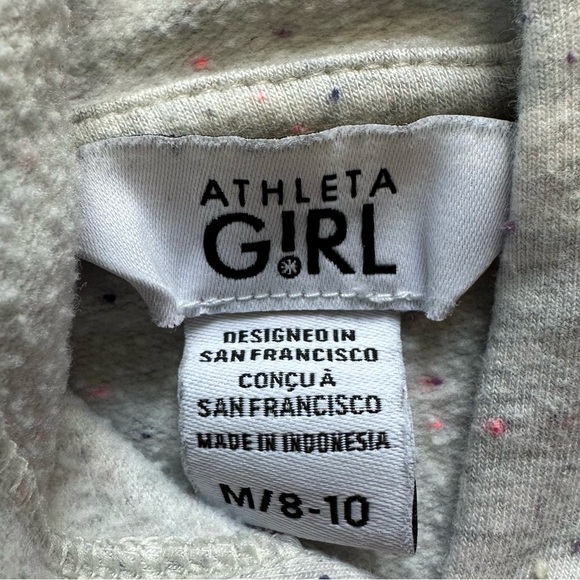 ATHLETA
G!RL
DESIGNED IN
SAN FRANCISCO
CONÇU À
SAN FRANCISCO
MADE IN INDONESIA
M/8-10